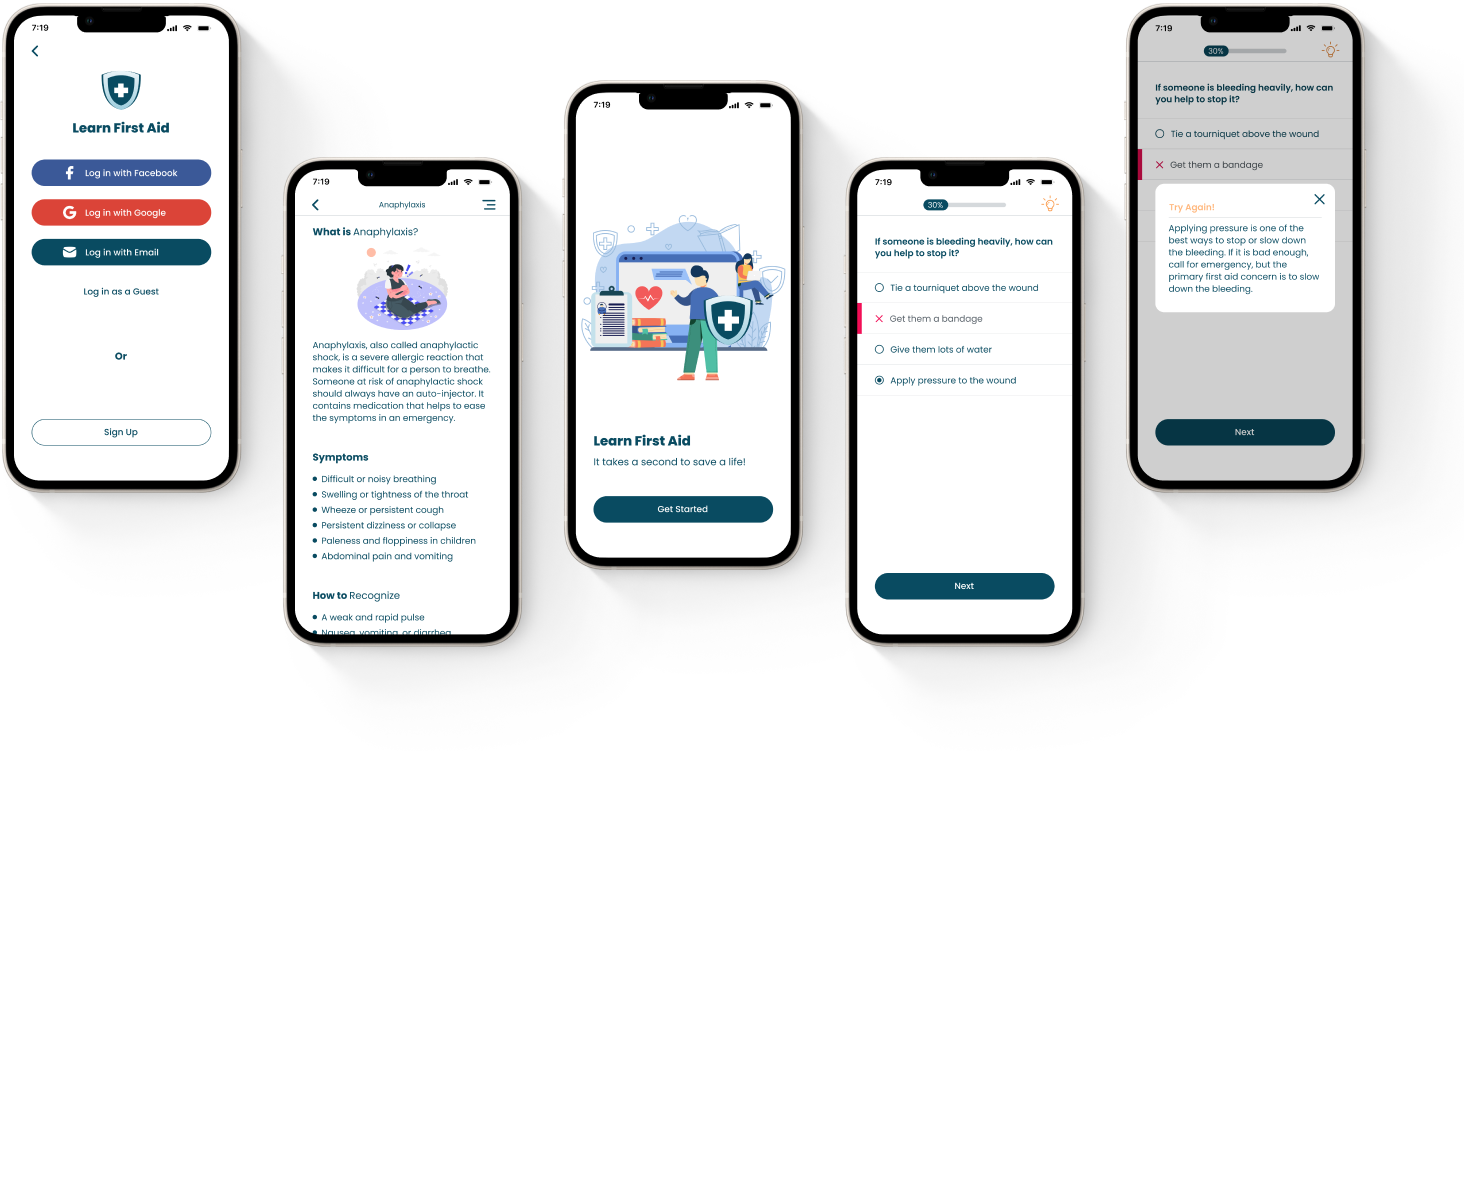 7:19
Learn First Aid
Log in with Facebook
Log in with Google
Log in with Email
Log in as a Guest
Or
Sign Up
7:19
Anaphylaxis
What is Anaphylaxis?
Anaphylaxis, also called anaphylactic
shock, is a severe allergic reaction that
makes it difficult for a person to breathe.
Someone at risk of anaphylactic shock
should always have an auto-injector. It
contains medication that helps to ease
the symptoms in an emergency.
Symptoms
Difficult or noisy breathing
Swelling or tightness of the throat
Wheeze or persistent cough
Persistent dizziness or collapse
Paleness and floppiness in children
Abdominal pain and vomiting
How to Recognize
A weak and rapid pulse
Nausea, vomiting, or diarrhea
7:19
Learn First Aid
It takes a second to save a life!
Get Started
7:19
30%
If someone is bleeding heavily, how can
you help to stop it?
Tie a tourniquet above the wound
Get them a bandage
Give them lots of water
Apply pressure to the wound
Next
7:19
30%
If someone is bleeding heavily, how can
you help to stop it?
Tie a tourniquet above the wound
Get them a bandage
Try Again!
Applying pressure is one of the
best ways to stop or slow down
the bleeding. If it is bad enough,
call for emergency, but the
primary first aid concern is to slow
down the bleeding.
Next